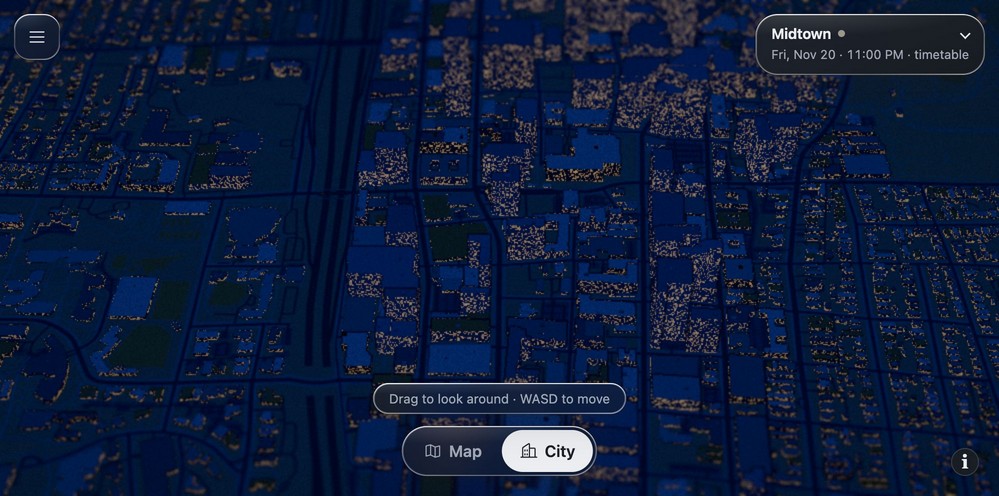 Midtown
Fri, Nov 20 · 11:00 PM · timetable
Drag to look around · WASD to move
Map
City
i